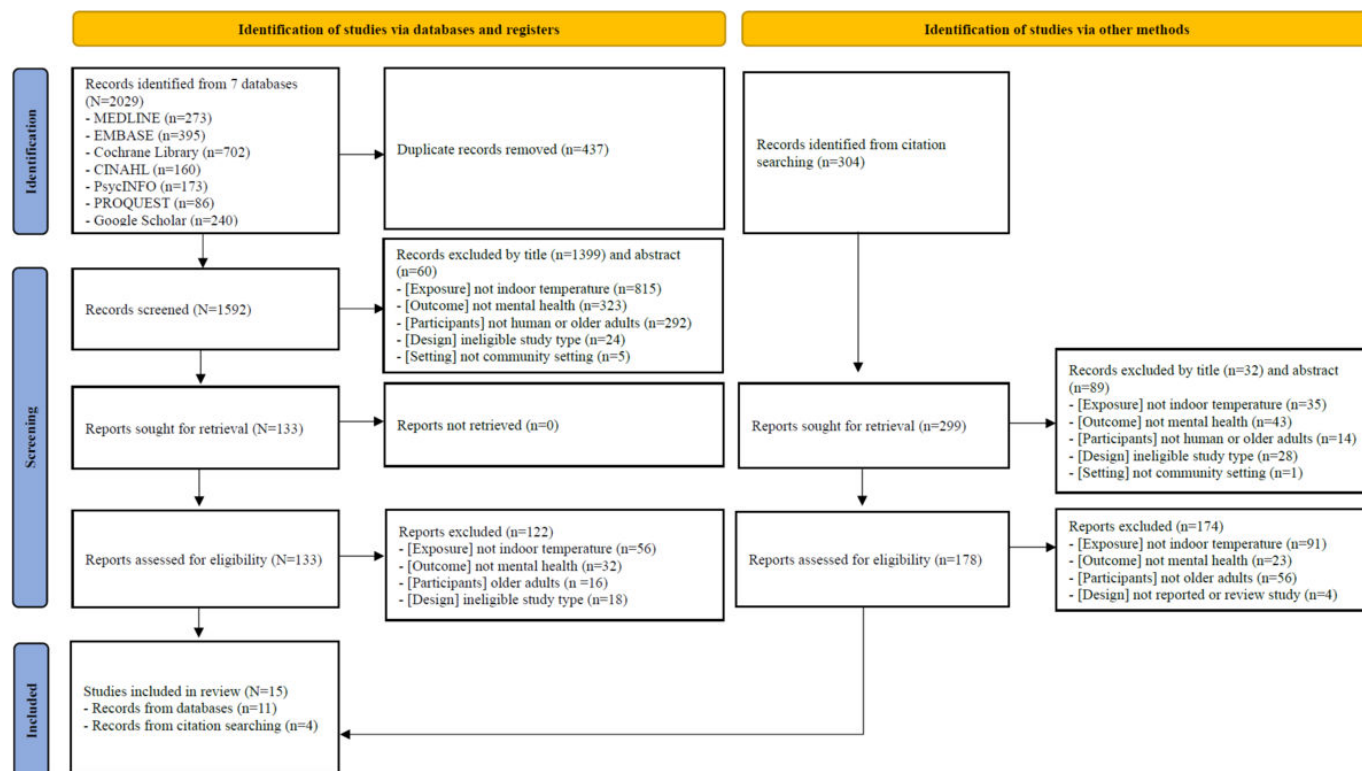 Identification of studies via databases and registers
Identification of studies via other methods
Identification
Records identified from 7 databases
(N=2029)
- MEDLINE (n=273)
- EMBASE (n=395)
- Cochrane Library (n=702)
- CINAHL (n=160)
- PsycINFO (n=173)
- PROQUEST (n=86)
- Google Scholar (n=240)
Duplicate records removed (n=437)
Records identified from citation
searching (n=304)
Screening
Records screened (N=1592)
Records excluded by title (n=1399) and abstract
(n=60)
- [Exposure] not indoor temperature (n=815)
- [Outcome] not mental health (n=323)
- [Participants] not human or older adults (n=292)
- [Design] ineligible study type (n=24)
- [Setting] not community setting (n=5)
Reports sought for retrieval (N=133)
Reports not retrieved (n=0)
Reports sought for retrieval (n=299)
Records excluded by title (n=32) and abstract
(n=89)
- [Exposure] not indoor temperature (n=35)
- [Outcome] not mental health (n=43)
- [Participants] not human or older adults (n=14)
- [Design] ineligible study type (n=28)
- [Setting] not community setting (n=1)
Reports assessed for eligibility (N=133)
Reports excluded (n=122)
- [Exposure] not indoor temperature (n=56)
- [Outcome] not mental health (n=32)
- [Participants] older adults (n =16)
- [Design] ineligible study type (n=18)
Reports assessed for eligibility (n=178)
Reports excluded (n=174)
- [Exposure] not indoor temperature (n=91)
- [Outcome] not mental health (n=23)
- [Participants] not older adults (n=56)
- [Design] not reported or review study (n=4)
Included
Studies included in review (N=15)
- Records from databases (n=11)
- Records from citation searching (n=4)